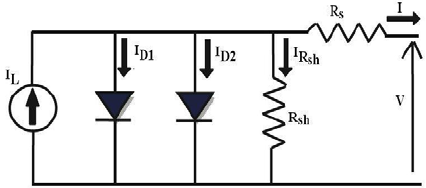 I_L
I_D1
I_D2
I_Rsh
R_sh
R_s
I
V